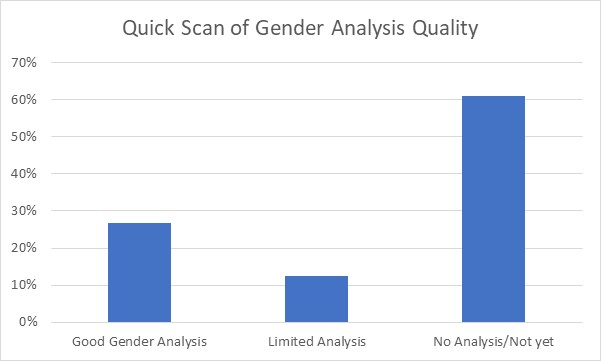 Quick Scan of Gender Analysis Quality
70%
60%
50%
40%
30%
20%
10%
0%
Good Gender Analysis
Limited Analysis
No Analysis/Not yet